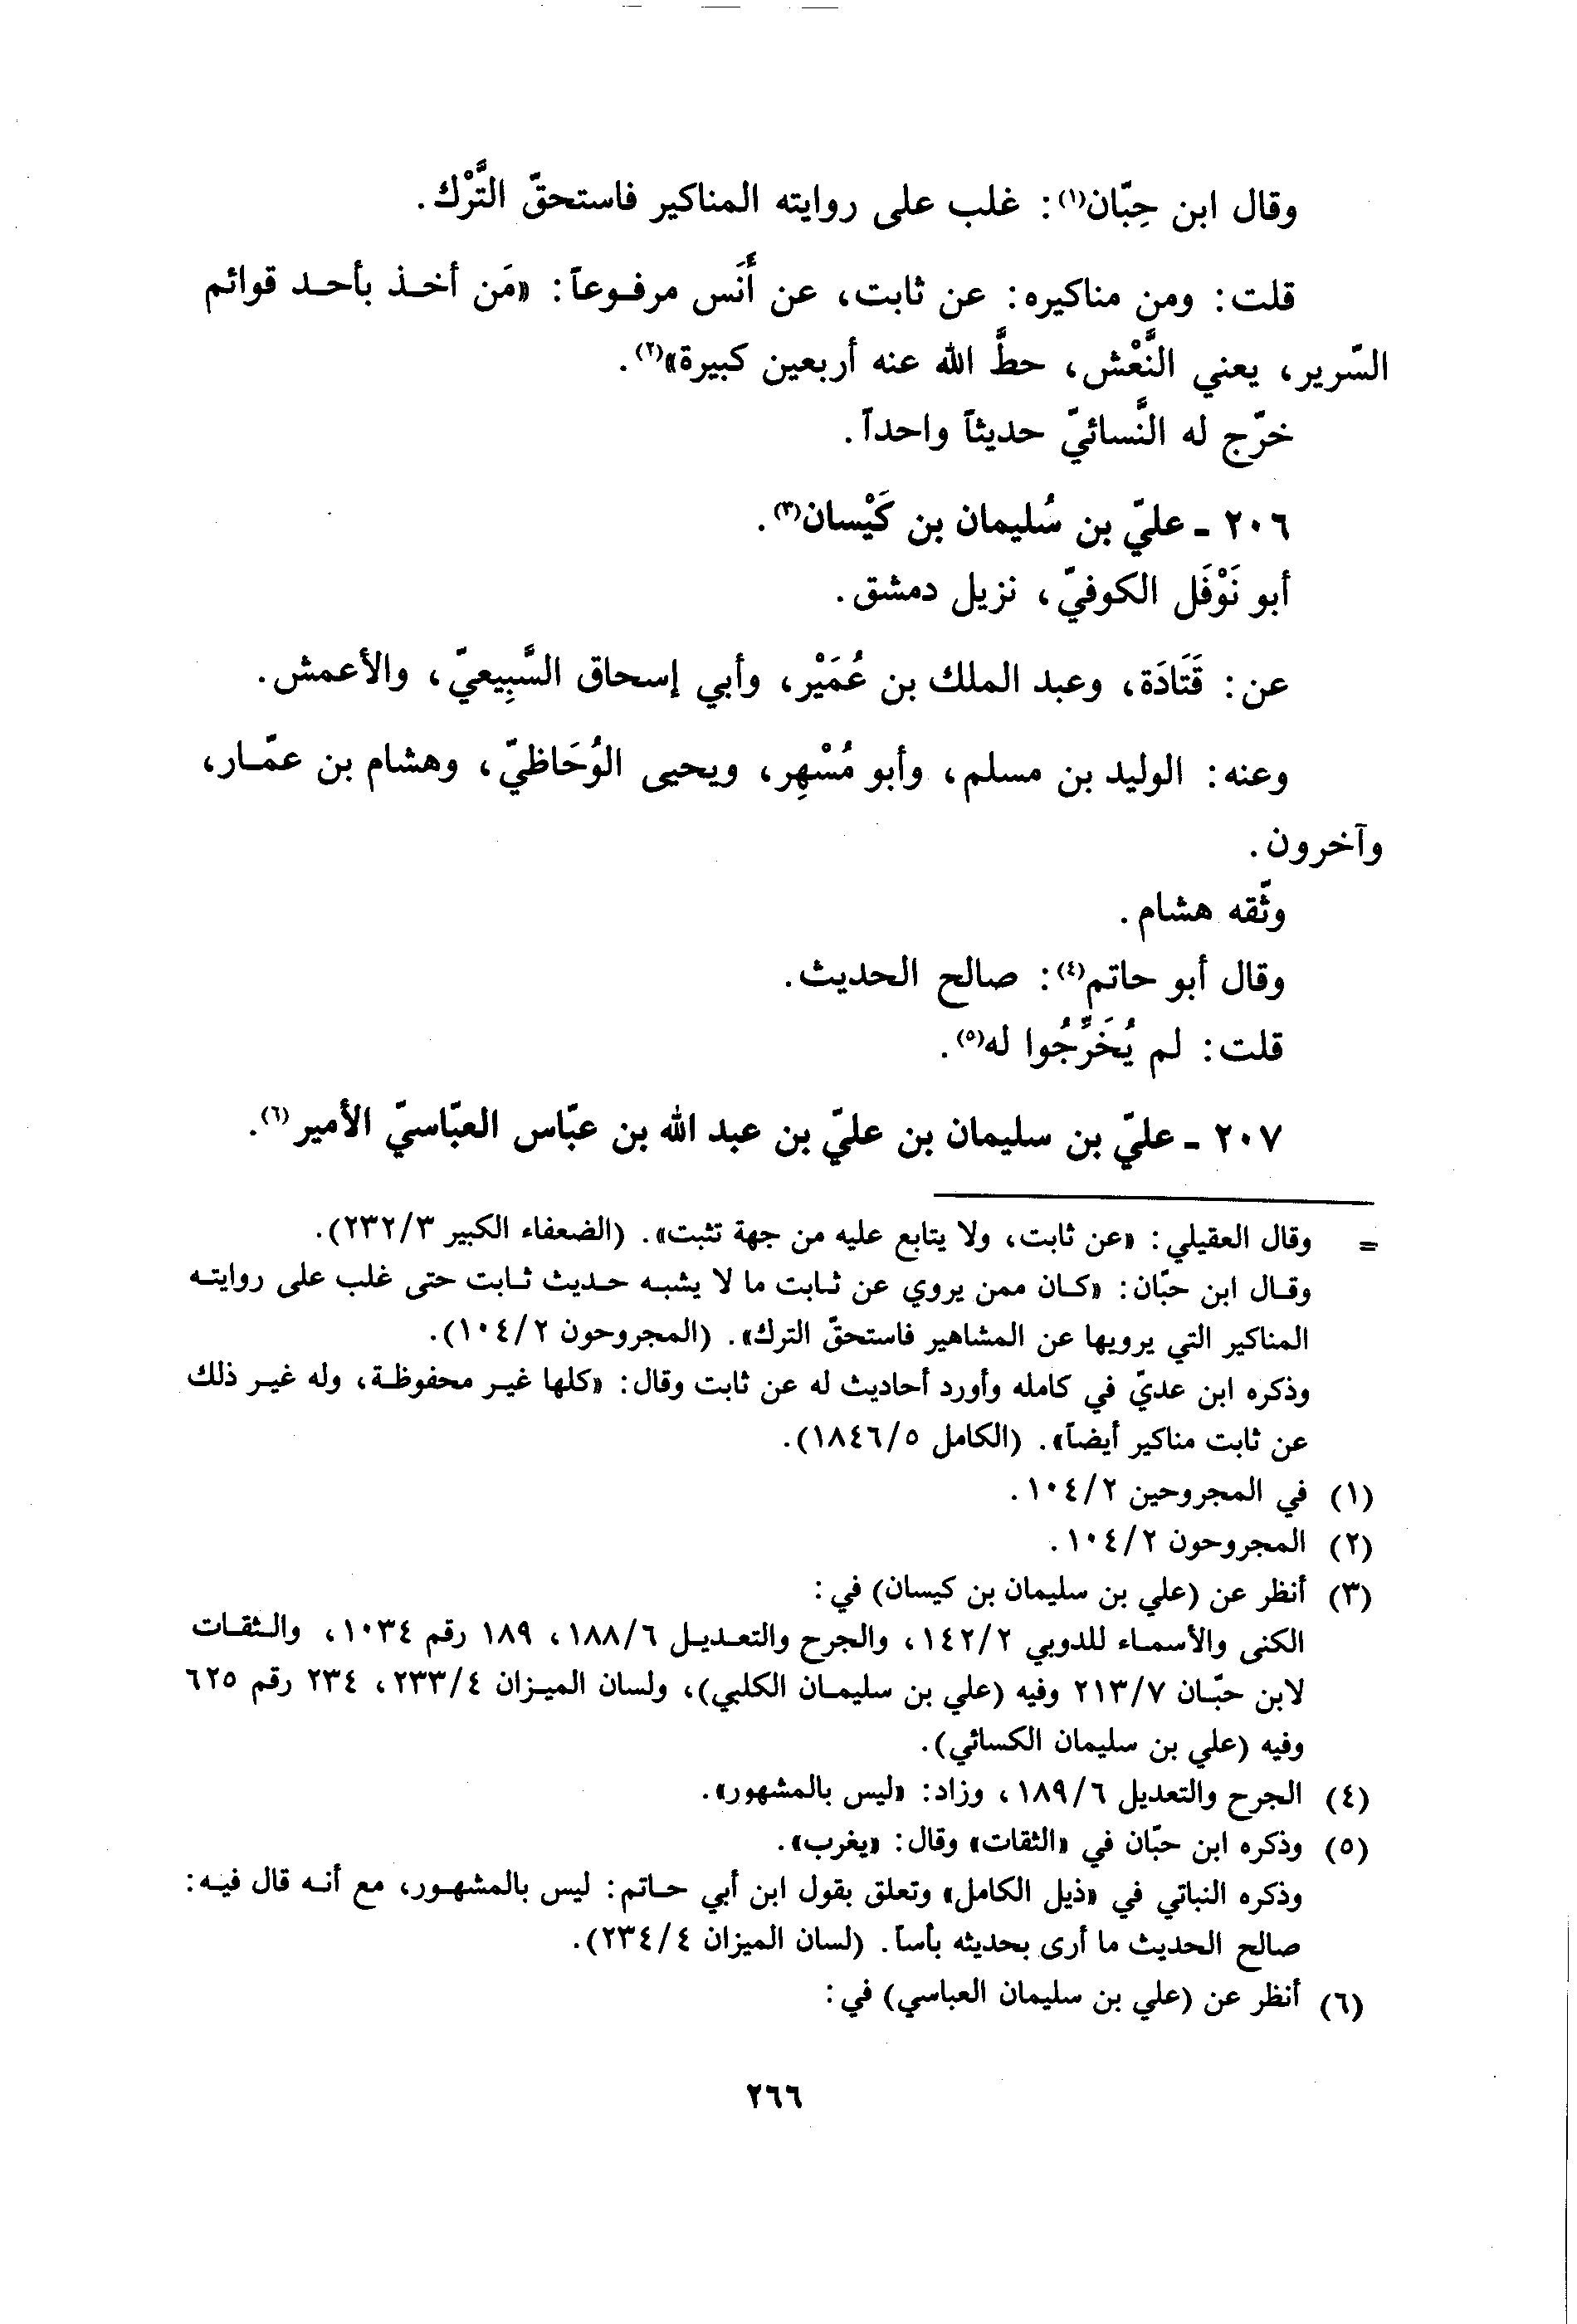 وقال ابن حِبّان(١): غلب على روايته المناكير فاستحقّ التَّرْك.
قلت: ومن مناكيره: عن ثابت، عن أَنَس مرفوعاً: «مَن أخذ بأحد قوائم
السّرير، يعني النَّعْش، حطَّ الله عنه أربعين كبيرة»(٢).
خرّج له النَّسائيّ حديثاً واحداً.
٢٠٦ - عليّ بن سُليمان بن كَيْسان(٣).
أبو نَوْفَل الكوفيّ، نزيل دمشق.
عن: قَتَادَة، وعبد الملك بن عُمَيْر، وأبي إسحاق السَّبِيعيّ، والأعمش.
وعنه: الوليد بن مسلم، وأبو مُسْهِر، ويحيى الوُحَاظيّ، وهشام بن عمّار،
وآخرون.
وثّقه هشام.
وقال أبو حاتم(٤): صالح الحديث.
قلت: لم يُخَرِّجُوا له(٥).
٢٠٧ - عليّ بن سليمان بن عليّ بن عبد الله بن عبّاس العبّاسيّ الأمير(٦).
= وقال العقيلي: «عن ثابت، ولا يتابع عليه من جهة تثبت». (الضعفاء الكبير ٢٣٢/٣).
وقال ابن حبّان: «كان ممن يروي عن ثابت ما لا يشبه حديث ثابت حتى غلب على روايته
المناكير التي يرويها عن المشاهير فاستحقّ الترك». (المجروحون ١٠٤/٢).
وذكره ابن عديّ في كامله وأورد أحاديث له عن ثابت وقال: «كلها غير محفوظة، وله غير ذلك
عن ثابت مناكير أيضاً». (الكامل ١٨٤٦/٥).
(١) في المجروحين ١٠٤/٢.
(٢) المجروحون ١٠٤/٢.
(٣) أنظر عن (علي بن سليمان بن كيسان) في:
الكنى والأسماء للدوبي ١٤٢/٢، والجرح والتعديل ١٨٨/٦، ١٨٩ رقم ١٠٣٤، والثقات
لابن حبّان ٢١٣/٧ وفيه (علي بن سليمان الكلبي)، ولسان الميزان ٢٣٣/٤، ٢٣٤ رقم ٦٢٥
وفيه (علي بن سليمان الكسائي).
(٤) الجرح والتعديل ١٨٩/٦، وزاد: «ليس بالمشهور».
(٥) وذكره ابن حبّان في «الثقات» وقال: «يغرب».
وذكره النباتي في «ذيل الكامل» وتعلق بقول ابن أبي حاتم: ليس بالمشهور، مع أنه قال فيه:
صالح الحديث ما أرى بحديثه بأساً. (لسان الميزان ٢٣٤/٤).
(٦) أنظر عن (علي بن سليمان العباسي) في:
٢٦٦